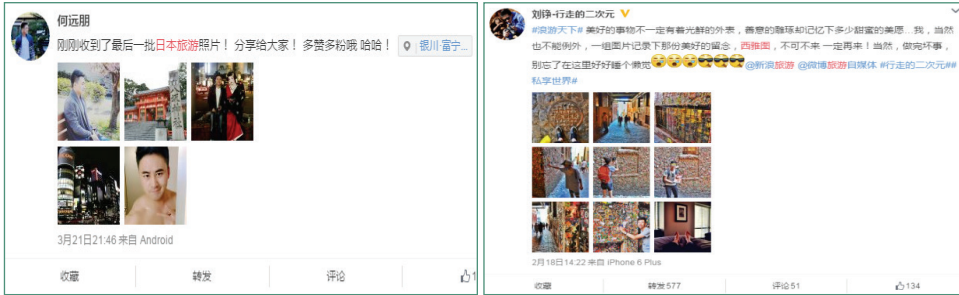 何远朋
刚刚收到了最后一批日本旅游照片！ 分享给大家！ 多赞多粉哦 哈哈！ 银川·富宁...
3月21日21:46 来自 Android
收藏 转发 评论 1
刘铮-行走的二次元
#浪游天下# 美好的事物不一定有着光鲜的外表，善意的雕琢却记忆下多少甜蜜的美愿...我，当然
也不能例外，一组图片记录下那份美好的留念，西雅图，不可不来 一定再来！当然，做完坏事，
别忘了在这里好好睡个懒觉 @新浪旅游 @微博旅游自媒体 #行走的二次元##
私享世界#
2月18日14:22 来自 iPhone 6 Plus
收藏 转发577 评论51 134